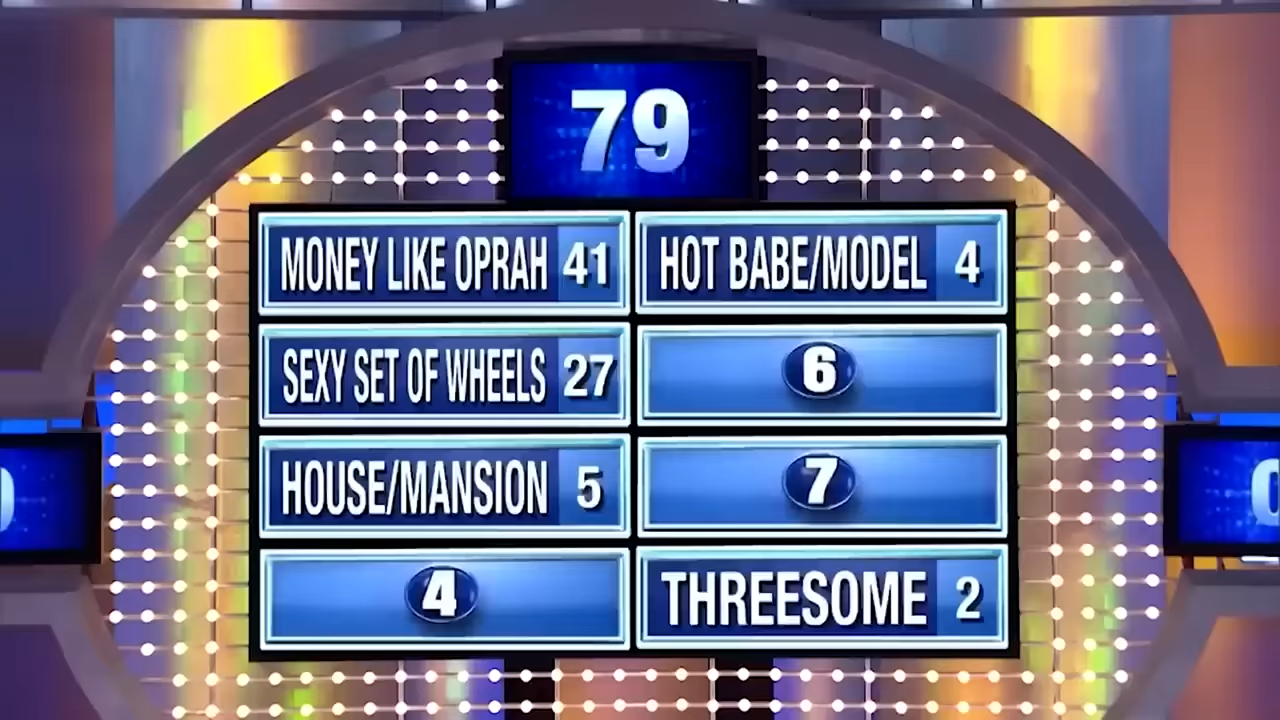 79
MONEY LIKE OPRAH 41
HOT BABE/MODEL 4
SEXY SET OF WHEELS 27
6
HOUSE/MANSION 5
7
4
THREESOME 2